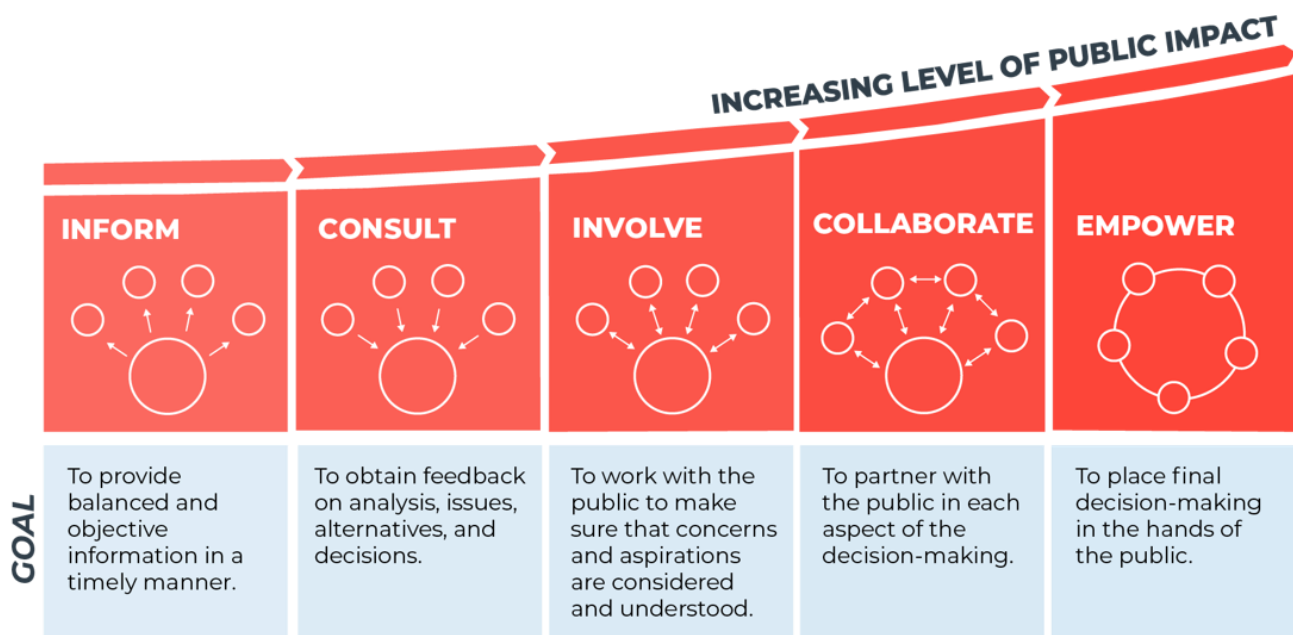 INCREASING LEVEL OF PUBLIC IMPACT
INFORM
CONSULT
INVOLVE
COLLABORATE
EMPOWER
GOAL
To provide
balanced and
objective
information in a
timely manner.
To obtain feedback
on analysis, issues,
alternatives, and
decisions.
To work with the
public to make
sure that concerns
and aspirations
are considered
and understood.
To partner with
the public in each
aspect of the
decision-making.
To place final
decision-making
in the hands of
the public.